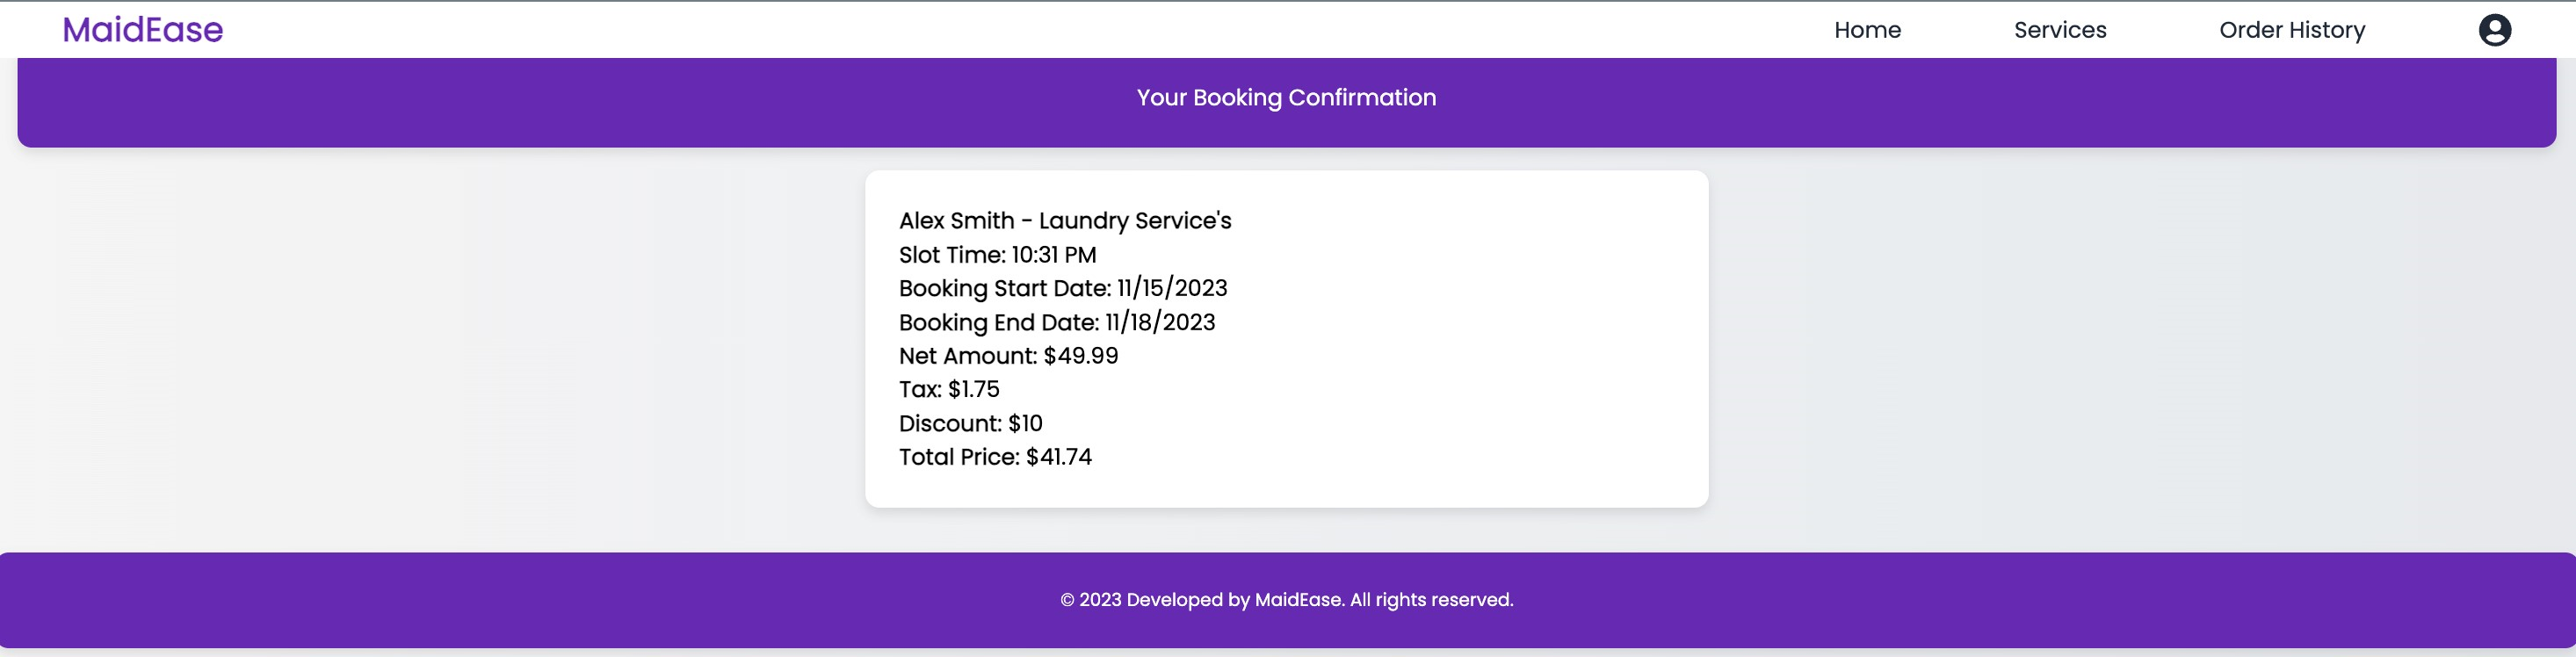 MaidEase
Home
Services
Order History
Your Booking Confirmation
Alex Smith - Laundry Service's
Slot Time: 10:31 PM
Booking Start Date: 11/15/2023
Booking End Date: 11/18/2023
Net Amount: $49.99
Tax: $1.75
Discount: $10
Total Price: $41.74
© 2023 Developed by MaidEase. All rights reserved.